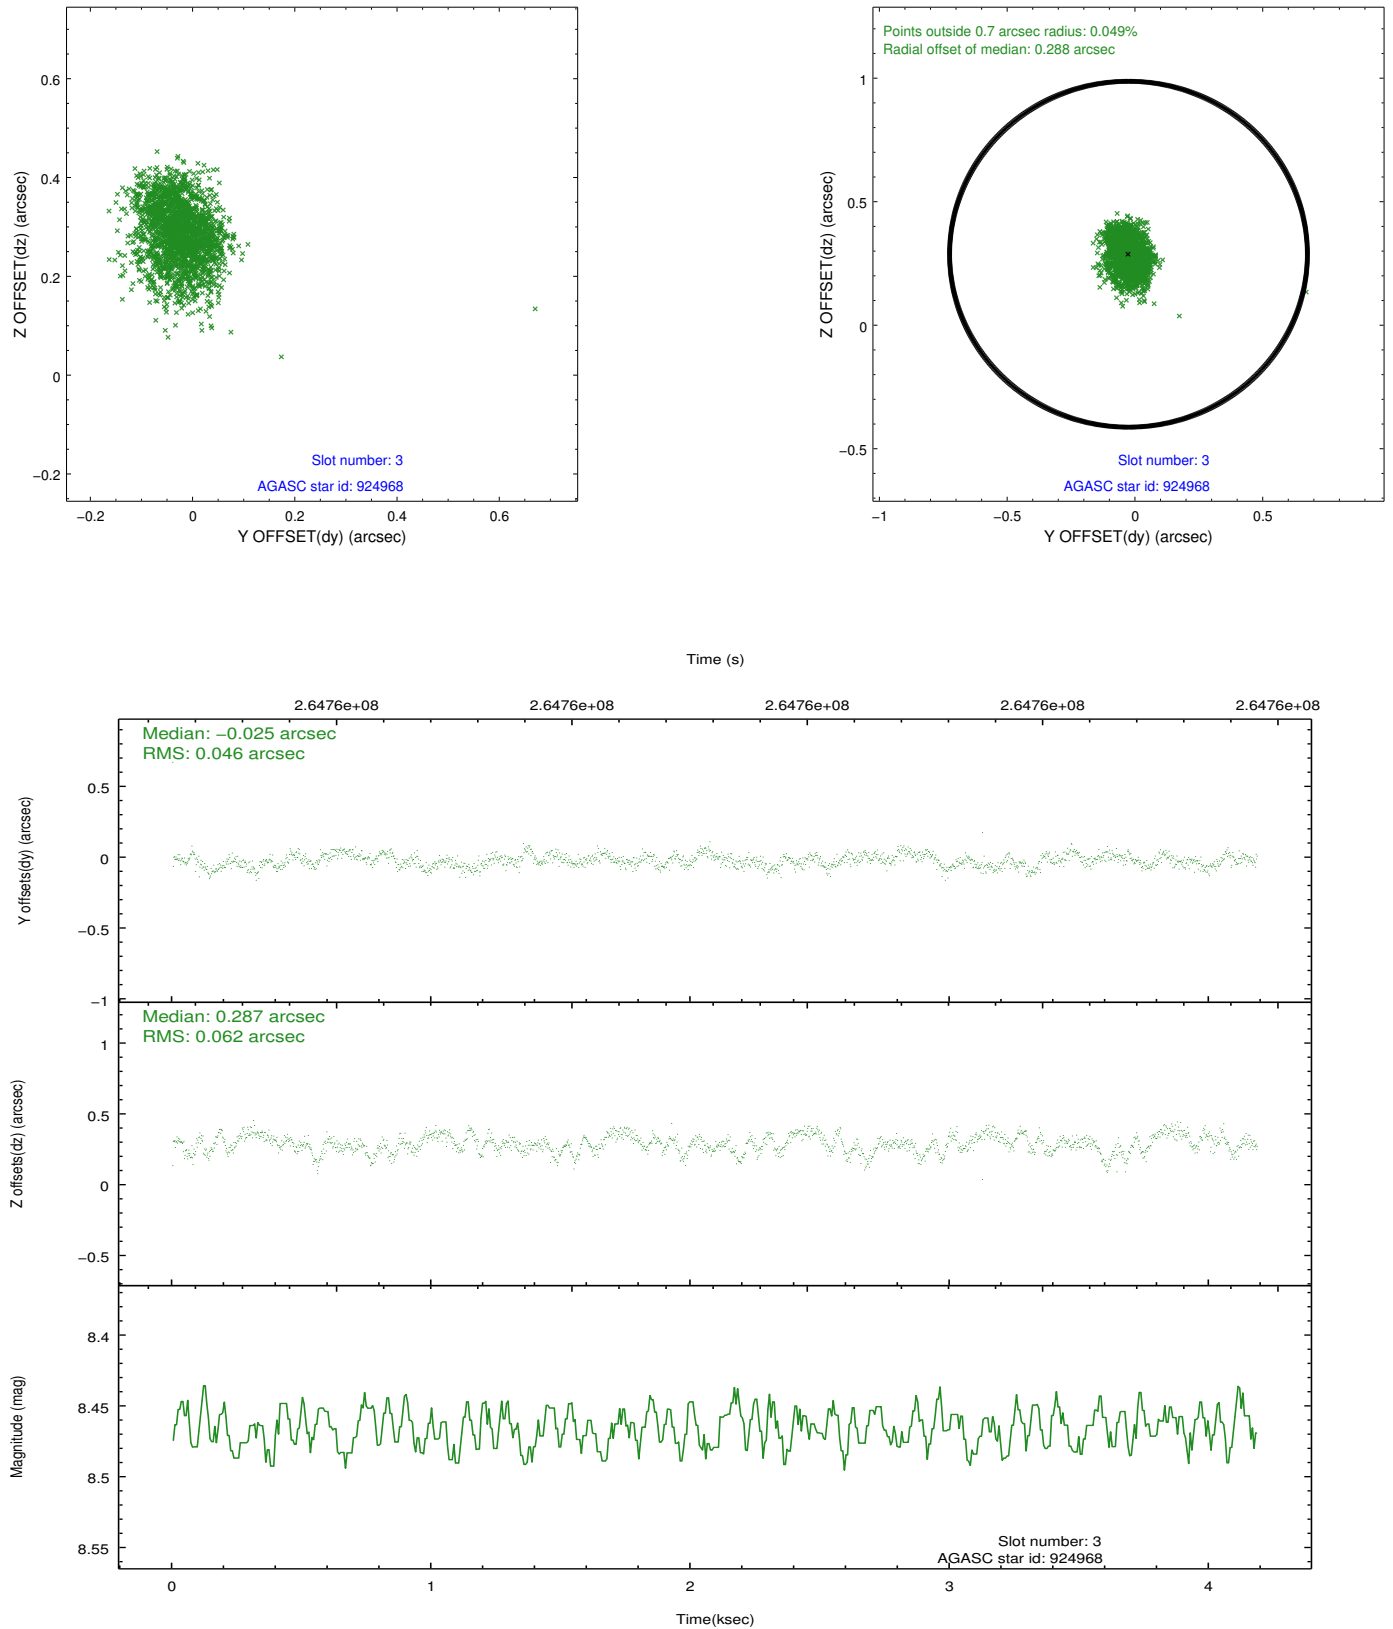 0.6
0.4
0.2
0
−0.2
Z OFFSET(dz) (arcsec)
Slot number: 3
AGASC star id: 924968
−0.2
0
0.2
0.4
0.6
Y OFFSET(dy) (arcsec)
Points outside 0.7 arcsec radius: 0.049%
Radial offset of median: 0.288 arcsec
1
0.5
0
−0.5
Z OFFSET(dz) (arcsec)
Slot number: 3
AGASC star id: 924968
−1
−0.5
0
0.5
Y OFFSET(dy) (arcsec)
Time (s)
2.6476e+08
2.6476e+08
2.6476e+08
2.6476e+08
2.6476e+08
Median: −0.025 arcsec
RMS: 0.046 arcsec
0.5
0
−0.5
−1
Y offsets(dy) (arcsec)
Median: 0.287 arcsec
RMS: 0.062 arcsec
1
0.5
0
−0.5
Z offsets(dz) (arcsec)
8.4
8.45
8.5
8.55
Magnitude (mag)
Slot number: 3
AGASC star id: 924968
0
1
2
3
4
Time(ksec)